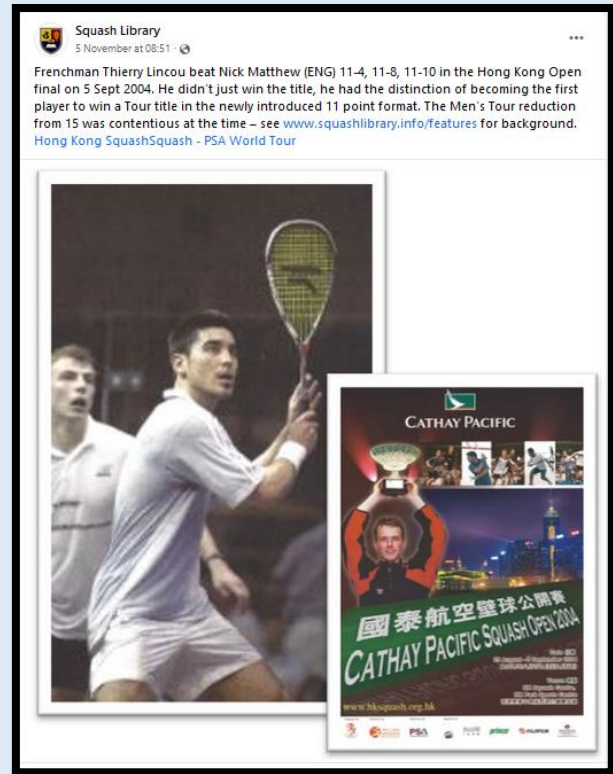 Squash Library
5 November at 08:51 ·
Frenchman Thierry Lincou beat Nick Matthew (ENG) 11-4, 11-8, 11-10 in the Hong Kong Open
final on 5 Sept 2004. He didn't just win the title, he had the distinction of becoming the first
player to win a Tour title in the newly introduced 11 point format. The Men's Tour reduction
from 15 was contentious at the time – see www.squashlibrary.info/features for background.
Hong Kong SquashSquash - PSA World Tour
CATHAY PACIFIC
國泰航空壁球公開賽
CATHAY PACIFIC SQUASH OPEN 2004
www.hksquash.org.hk
PSA
prince
FUJIFILM